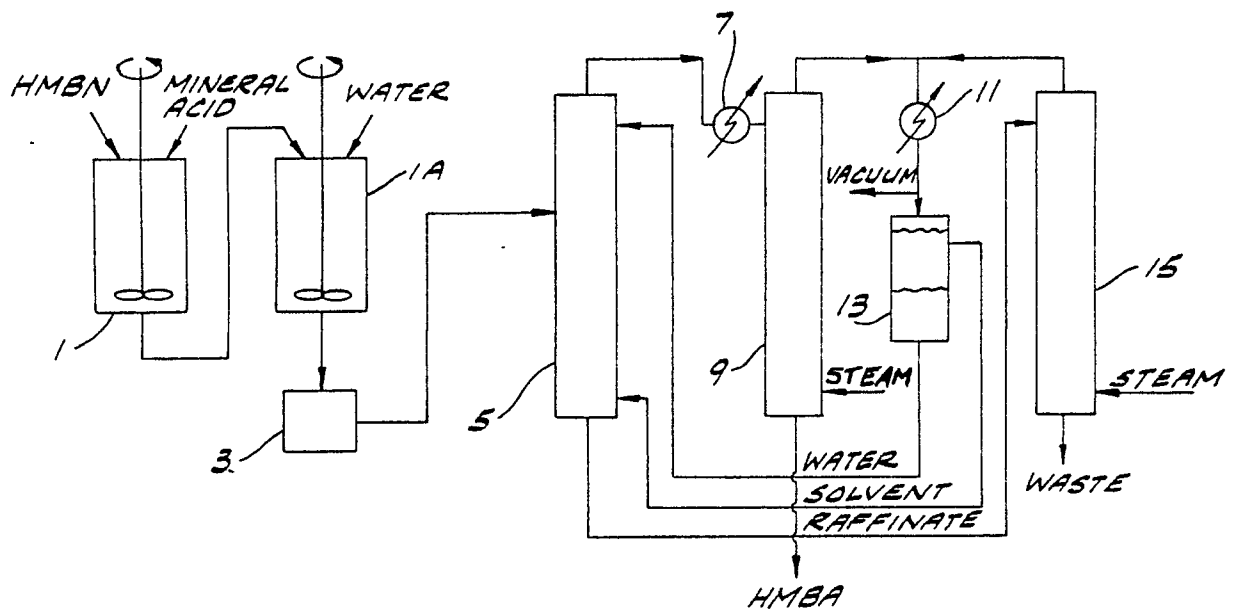 7
HMBN
MINERAL
ACID
WATER
11
1A
VACUUM
15
13
1
9
STEAM
STEAM
5
3.
WATER
WASTE
SOLVENT
RAFFINATE
HMBA